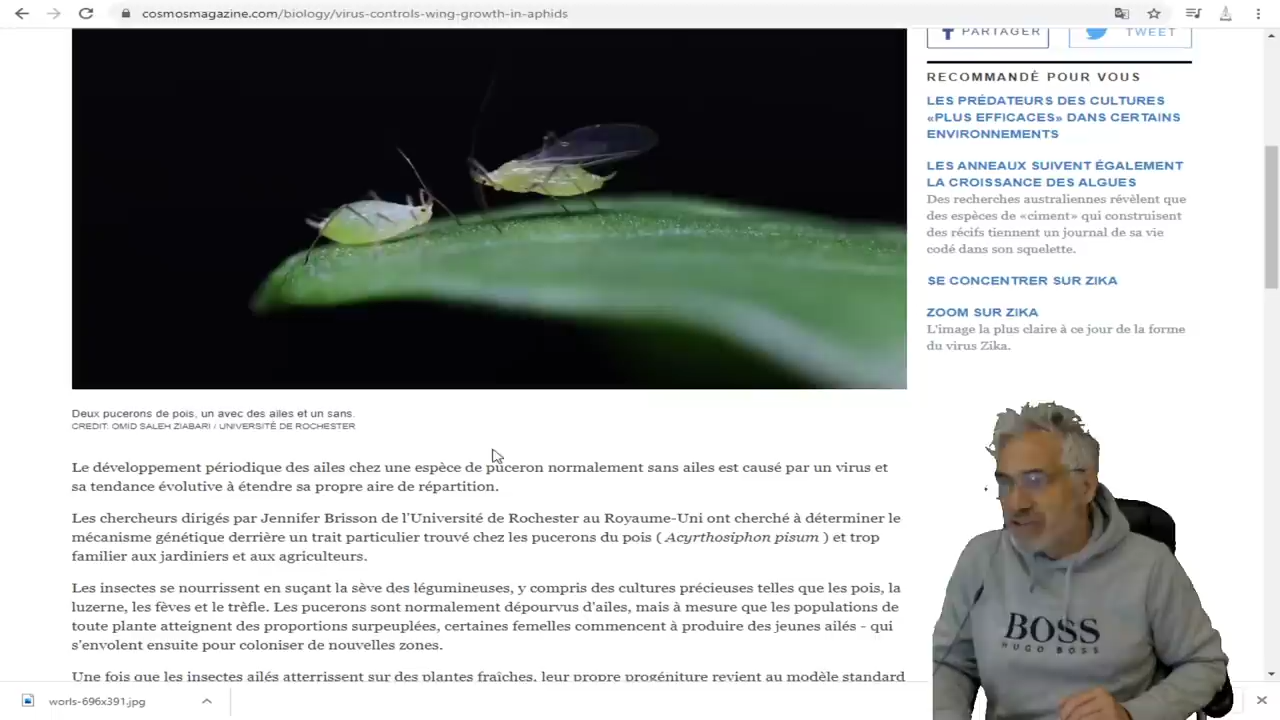 cosmosmagazine.com/biology/virus-controls-wing-growth-in-aphids
PARTAGER
TWEET
RECOMMANDÉ POUR VOUS
LES PRÉDATEURS DES CULTURES
«PLUS EFFICACES» DANS CERTAINS
ENVIRONNEMENTS
LES ANNEAUX SUIVENT ÉGALEMENT
LA CROISSANCE DES ALGUES
Des recherches australiennes révèlent que
des espèces de «ciment» qui construisent
des récifs tiennent un journal de sa vie
codé dans son squelette.
SE CONCENTRER SUR ZIKA
ZOOM SUR ZIKA
L'image la plus claire à ce jour de la forme
du virus Zika.
Deux pucerons de pois, un avec des ailes et un sans.
CREDIT: OMID SALEH ZIABARI / UNIVERSITÉ DE ROCHESTER
Le développement périodique des ailes chez une espèce de puceron normalement sans ailes est causé par un virus et
sa tendance évolutive à étendre sa propre aire de répartition.
Les chercheurs dirigés par Jennifer Brisson de l'Université de Rochester au Royaume-Uni ont cherché à déterminer le
mécanisme génétique derrière un trait particulier trouvé chez les pucerons du pois ( Acyrthosiphon pisum ) et trop
familier aux jardiniers et aux agriculteurs.
Les insectes se nourrissent en suçant la sève des légumineuses, y compris des cultures précieuses telles que les pois, la
luzerne, les fèves et le trèfle. Les pucerons sont normalement dépourvus d'ailes, mais à mesure que les populations de
toute plante atteignent des proportions surpeuplées, certaines femelles commencent à produire des jeunes ailés - qui
s'envolent ensuite pour coloniser de nouvelles zones.
Une fois que les insectes ailés atterrissent sur des plantes fraîches, leur propre progéniture revient au modèle standard
BOSS
HUGO BOSS
worls-696x391.jpg